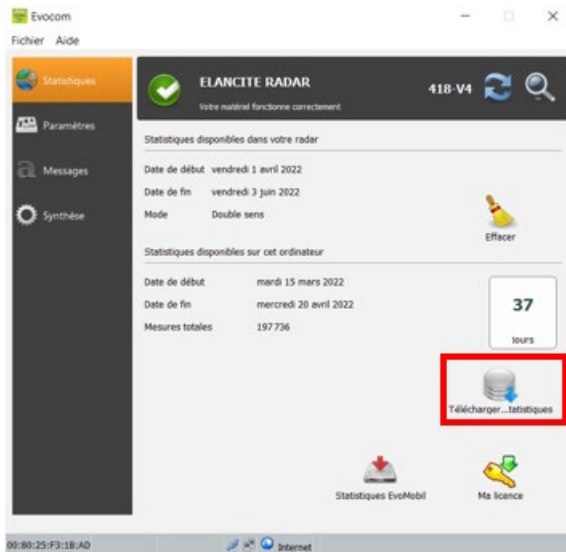 Evocom
Fichier Aide
Statistiques
ELANCITE RADAR
418-V4
Votre matériel fonctionne correctement
Paramètres
Statistiques disponibles dans votre radar
Messages
Date de début vendredi 1 avril 2022
Date de fin vendredi 3 juin 2022
Synthèse
Mode Double sens
Effacer
Statistiques disponibles sur cet ordinateur
Date de début mardi 15 mars 2022
Date de fin mercredi 20 avril 2022
37
Mesures totales 197 736
jours
Télécharger...tatistiques
Statistiques EvoMobil
Ma licence
00:80:25:F3:1B:AD
Internet